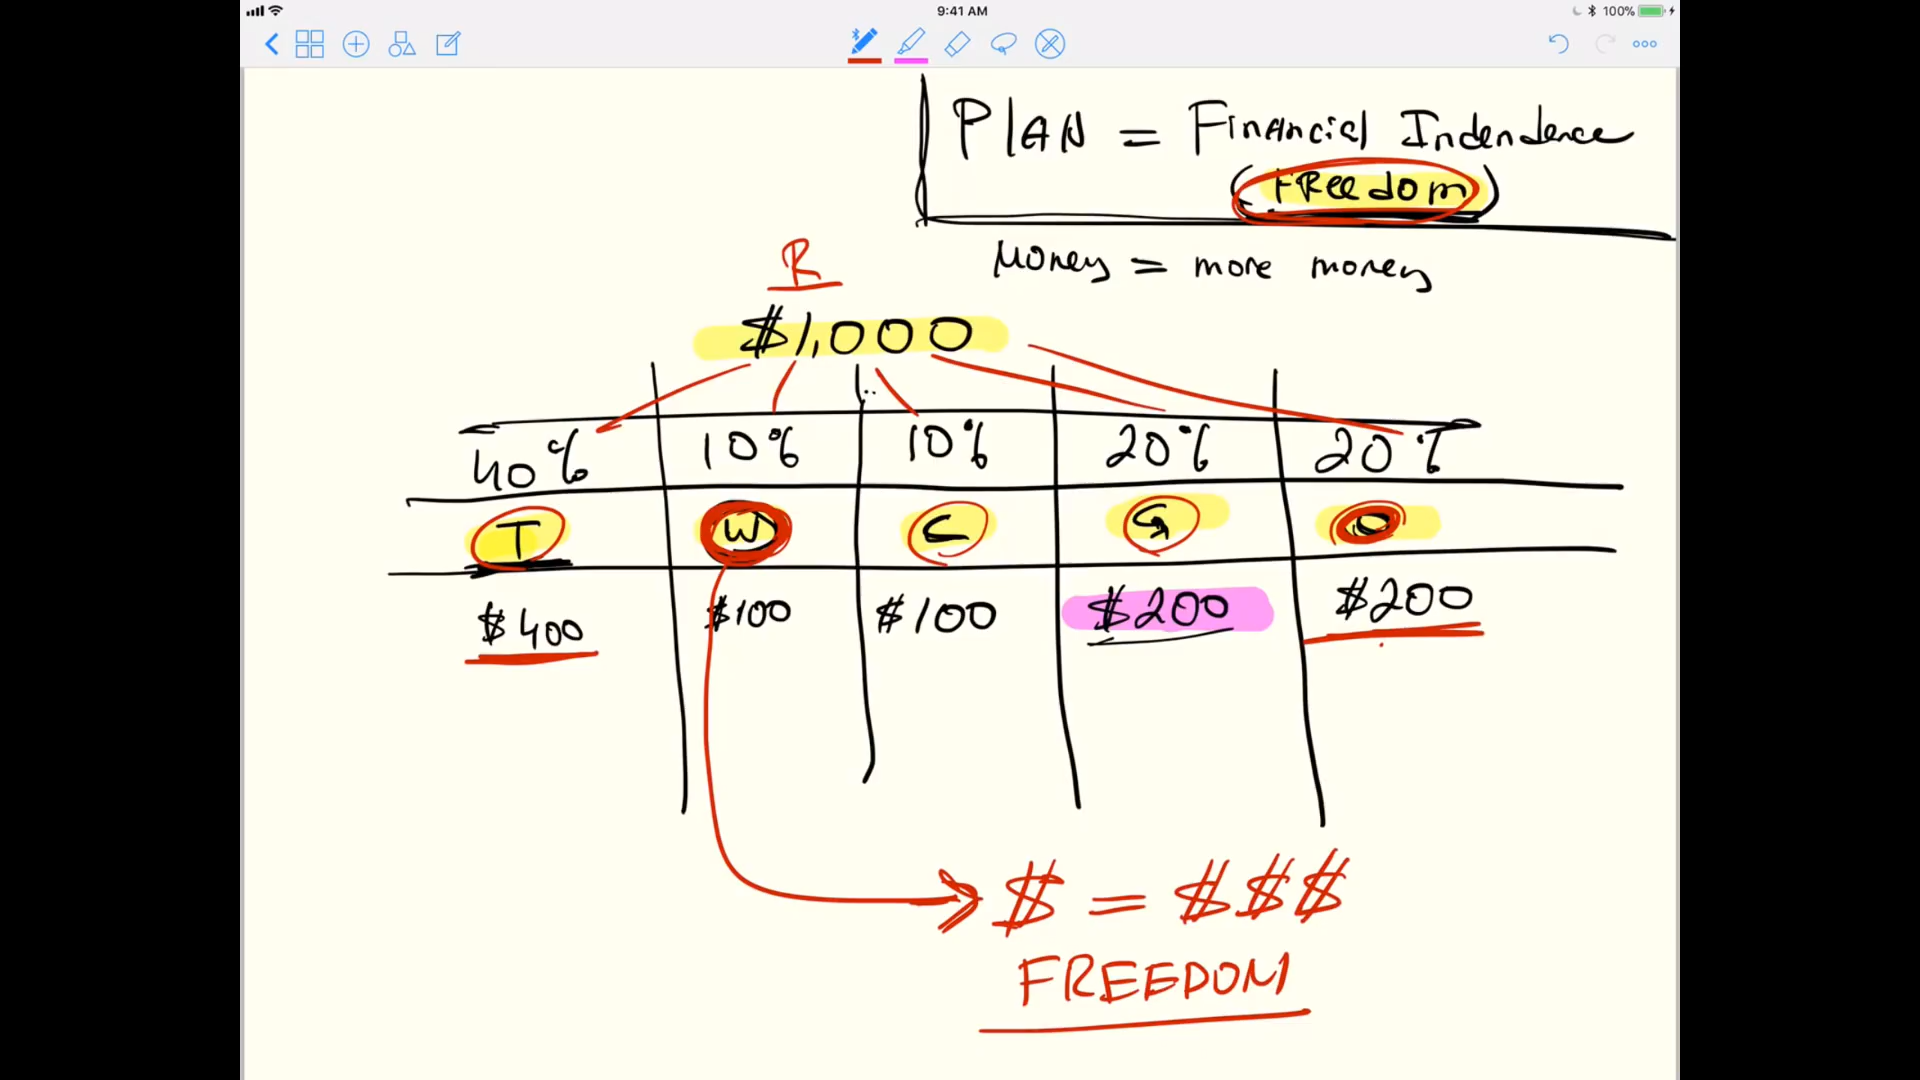 9:41 AM
100%
PlAN = Financial Indendence
(FReedom)
Money = more money
R
$1,000
40% 10% 10% 20% 20%
T W C G O
$400 $100 $100 $200 $200
$ = $$$
FREEDOM